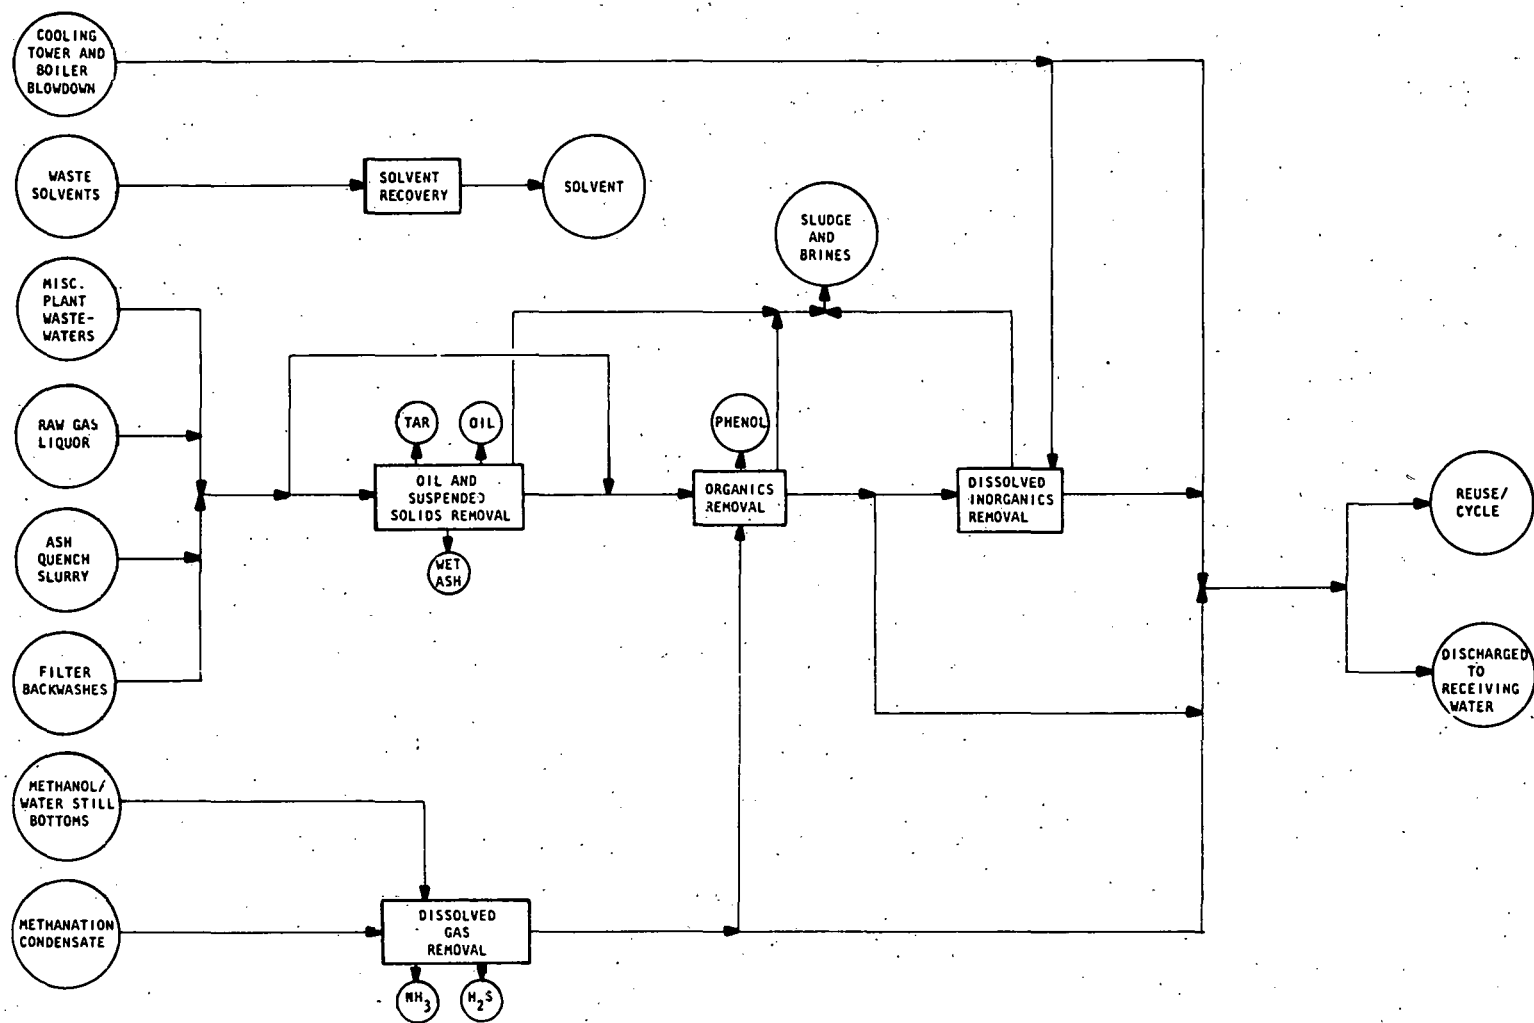 COOLING
TOWER AND
BOILER
BLOWDOWN
WASTE
SOLVENTS
SOLVENT
RECOVERY
SOLVENT
SLUDGE
AND
BRINES
MISC.
PLANT
WASTE-
WATERS
RAW GAS
LIQUOR
TAR
OIL
PHENOL
OIL AND
SUSPENDED
SOLIDS REMOVAL
ORGANICS
REMOVAL
DISSOLVED
INORGANICS
REMOVAL
REUSE/
CYCLE
ASH
QUENCH
SLURRY
WET
ASH
FILTER
BACKWASHES
DISCHARGED
TO
RECEIVING
WATER
METHANOL/
WATER STILL
BOTTOMS
METHANATION
CONDENSATE
DISSOLVED
GAS
REMOVAL
NH3
H2S